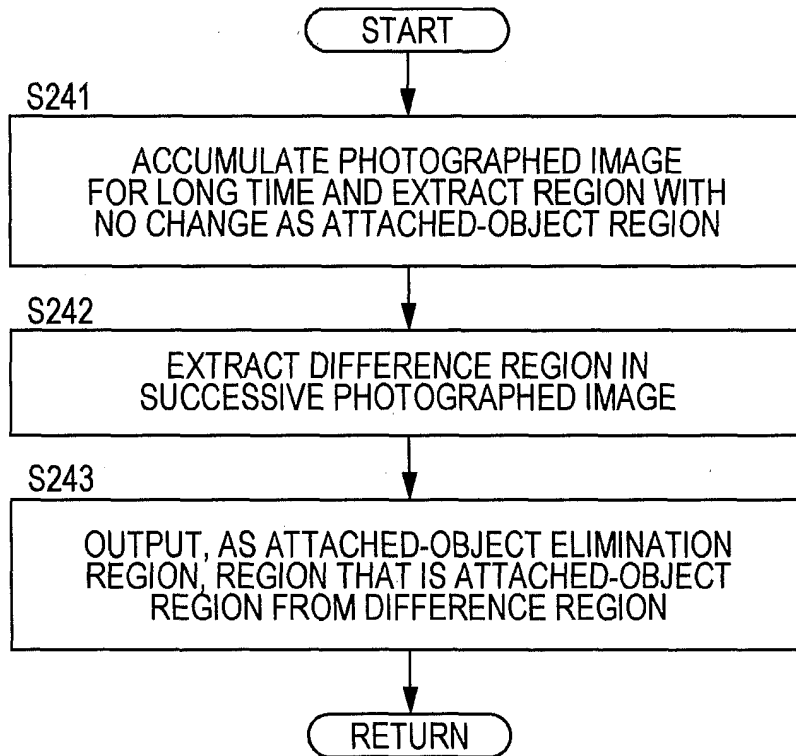 START
S241
ACCUMULATE PHOTOGRAPHED IMAGE
FOR LONG TIME AND EXTRACT REGION WITH
NO CHANGE AS ATTACHED-OBJECT REGION
S242
EXTRACT DIFFERENCE REGION IN
SUCCESSIVE PHOTOGRAPHED IMAGE
S243
OUTPUT, AS ATTACHED-OBJECT ELIMINATION
REGION, REGION THAT IS ATTACHED-OBJECT
REGION FROM DIFFERENCE REGION
RETURN